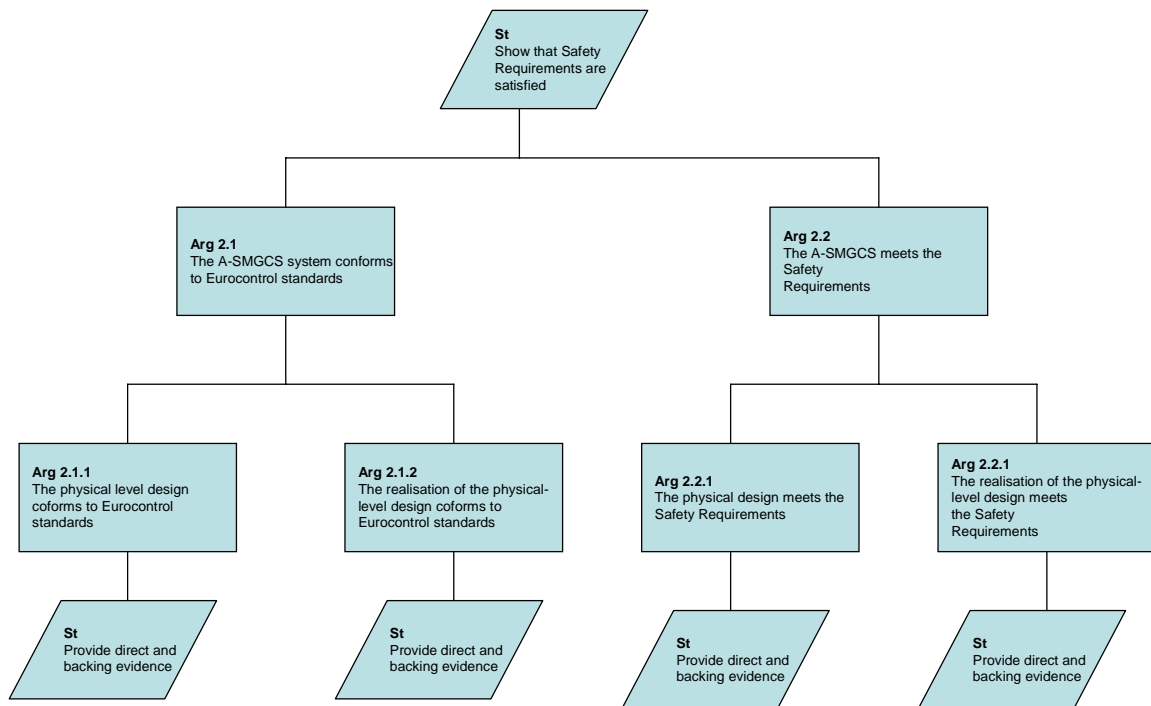 St
Show that Safety
Requirements are
satisfied
Arg 2.1
The A-SMGCS system conforms
to Eurocontrol standards
Arg 2.2
The A-SMGCS meets the
Safety
Requirements
Arg 2.1.1
The physical level design
coforms to Eurocontrol
standards
Arg 2.1.2
The realisation of the physical-
level design coforms to
Eurocontrol standards
Arg 2.2.1
The physical design meets the
Safety Requirements
Arg 2.2.1
The realisation of the physical-
level design meets
the Safety
Requirements
St
Provide direct and
backing evidence
St
Provide direct and
backing evidence
St
Provide direct and
backing evidence
St
Provide direct and
backing evidence